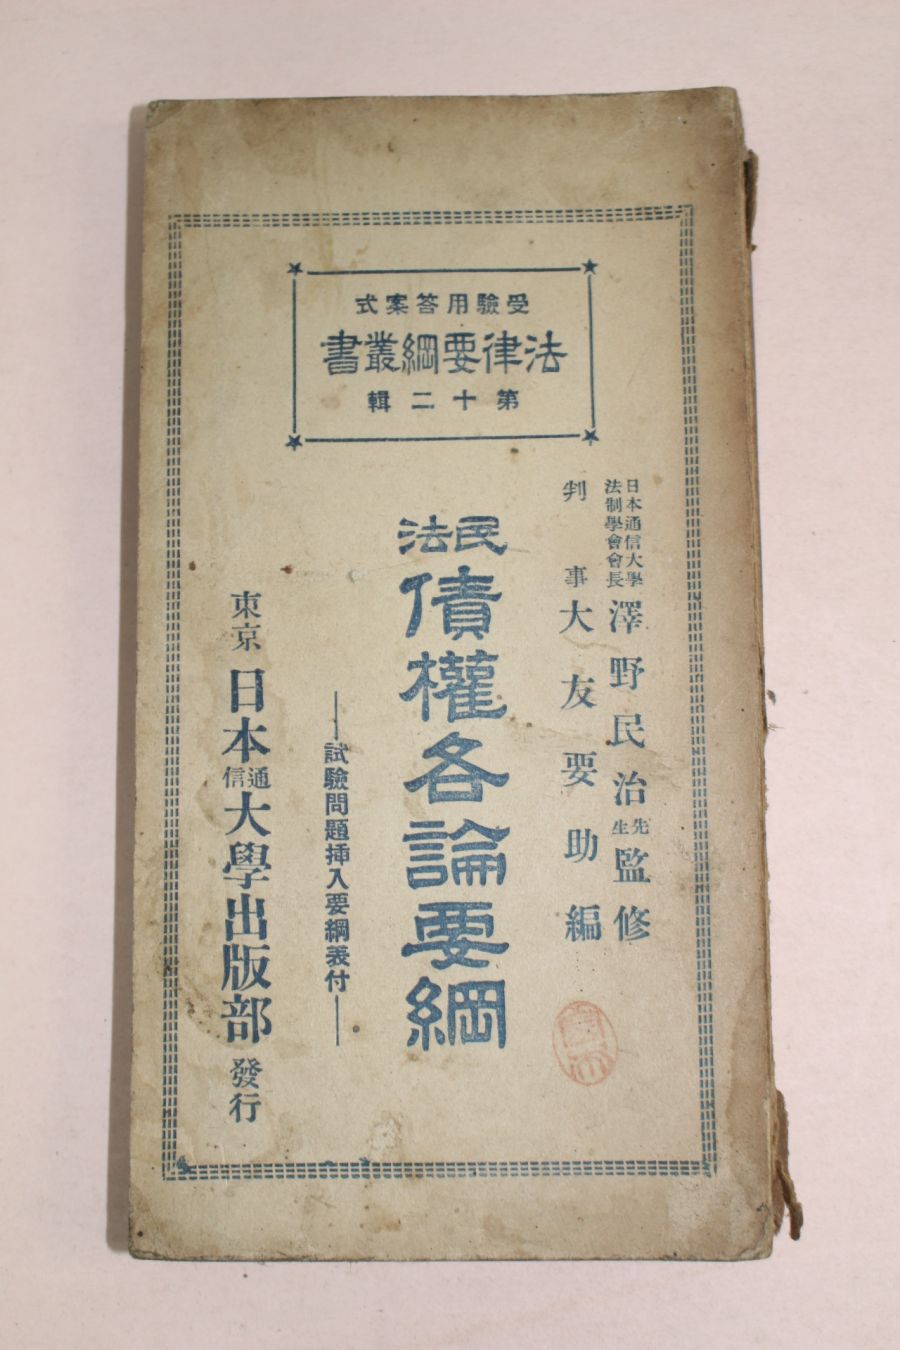 受驗用答案式
法律要綱叢書
第十二輯
日本通信大學
法制學會會長
澤野民治先生監修
判事大友要助編
民法
債權各論要綱
―試驗問題挿入要綱表付―
東京日本通信大學出版部發行